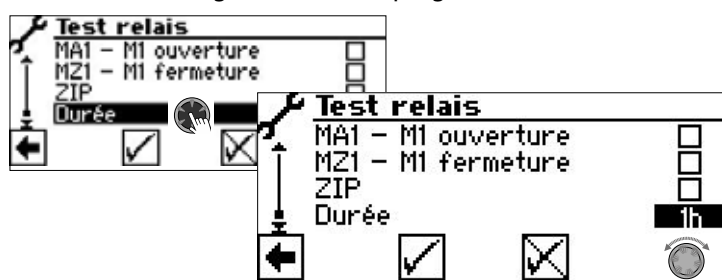 Test relais
MA1 – M1 ouverture
MZ1 – M1 fermeture
ZIP
Durée
Test relais
MA1 – M1 ouverture
MZ1 – M1 fermeture
ZIP
Durée 1h